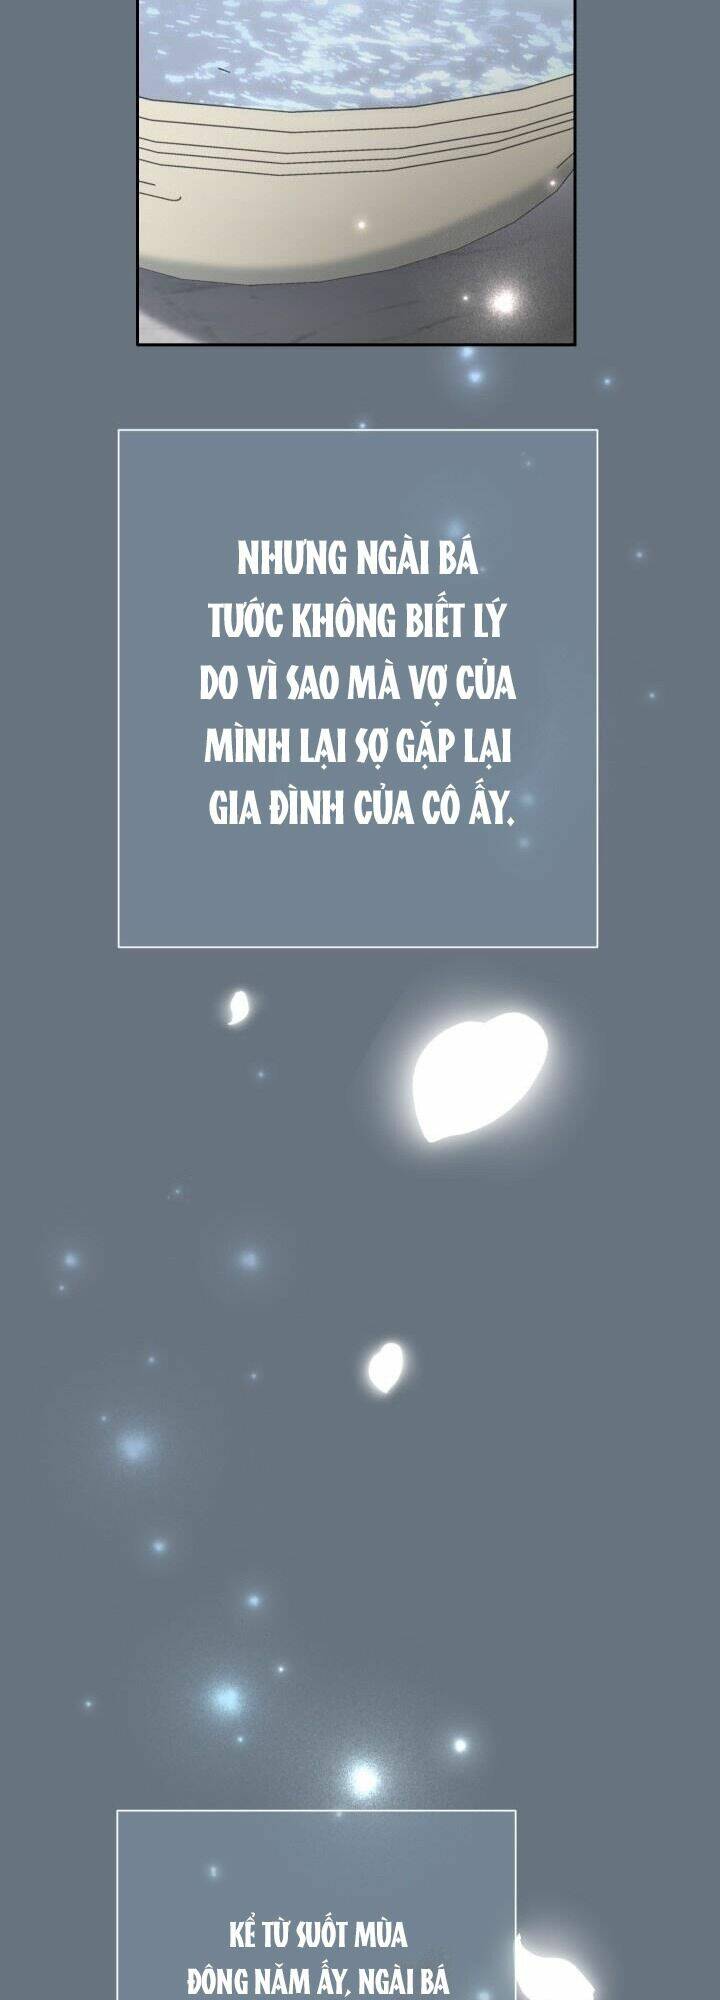 NHƯNG NGÀI BÁ
TƯỚC KHÔNG BIẾT LÝ
DO VÌ SAO MÀ VỢ CỦA
MÌNH LẠI SỢ GẶP LẠI
GIA ĐÌNH CỦA CÔ ẤY.
KỂ TỪ SUỐT MÙA
ĐÔNG NĂM ẤY, NGÀI BÁ